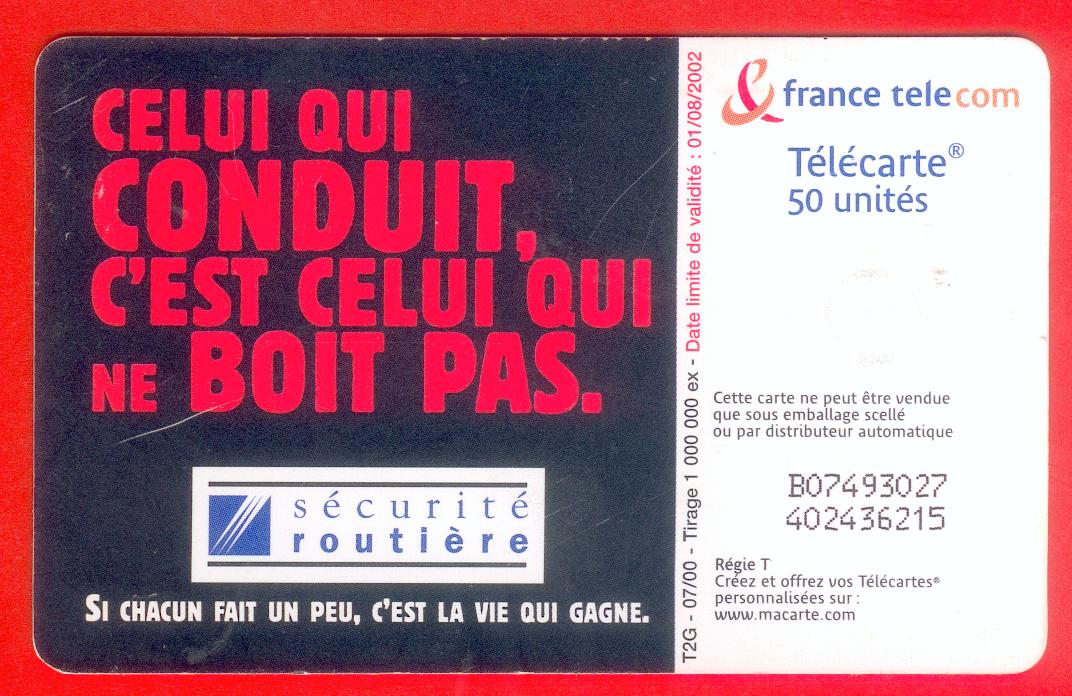 CELUI QUI
CONDUIT,
C'EST CELUI QUI
NE BOIT PAS.
sécurité
routière
SI CHACUN FAIT UN PEU, C'EST LA VIE QUI GAGNE.
T2G - 07/00 - Tirage 1 000 000 ex - Date limite de validité : 01/08/2002
france telecom
Télécarte®
50 unités
Cette carte ne peut être vendue
que sous emballage scellé
ou par distributeur automatique
B07493027
402436215
Régie T
Créez et offrez vos Télécartes®
personnalisées sur :
www.macarte.com